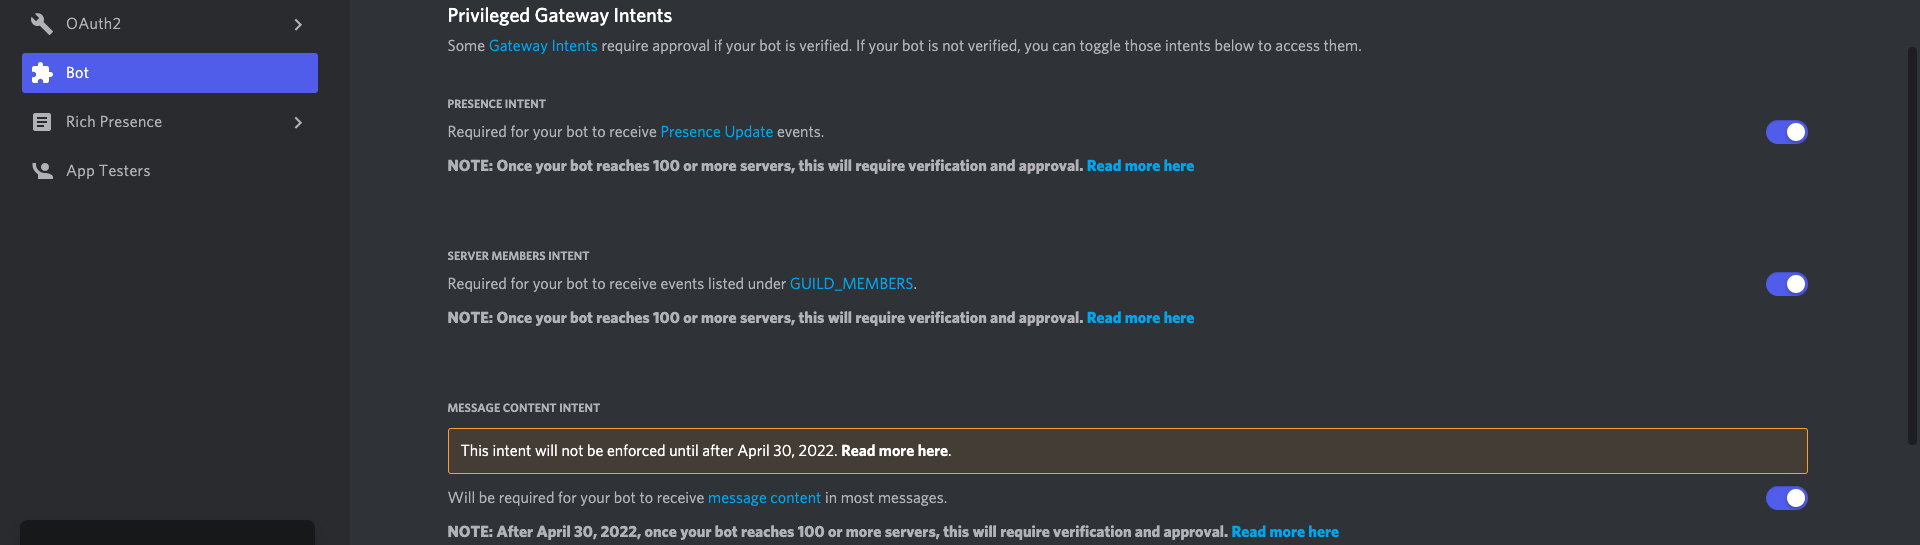 OAuth2
Bot
Rich Presence
App Testers
Privileged Gateway Intents
Some Gateway Intents require approval if your bot is verified. If your bot is not verified, you can toggle those intents below to access them.
PRESENCE INTENT
Required for your bot to receive Presence Update events.
NOTE: Once your bot reaches 100 or more servers, this will require verification and approval. Read more here
SERVER MEMBERS INTENT
Required for your bot to receive events listed under GUILD_MEMBERS.
NOTE: Once your bot reaches 100 or more servers, this will require verification and approval. Read more here
MESSAGE CONTENT INTENT
This intent will not be enforced until after April 30, 2022. Read more here.
Will be required for your bot to receive message content in most messages.
NOTE: After April 30, 2022, once your bot reaches 100 or more servers, this will require verification and approval. Read more here